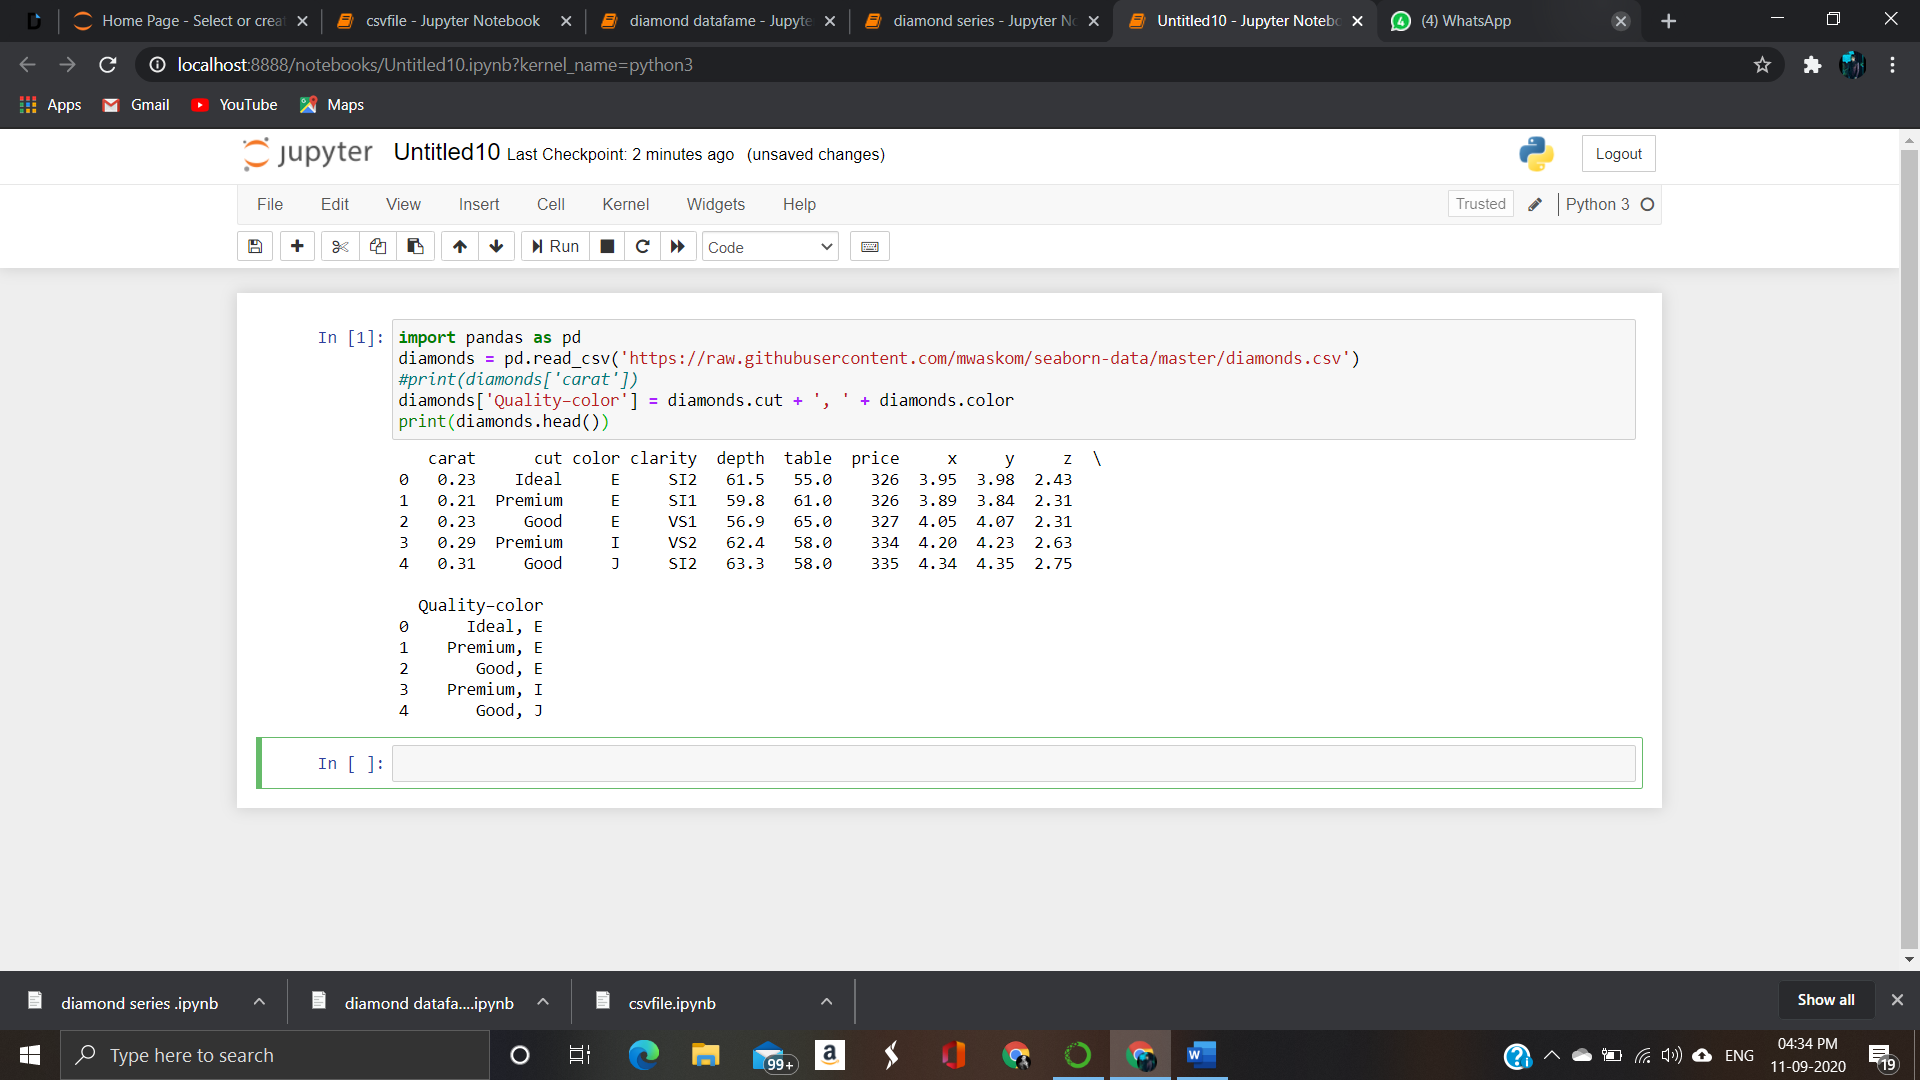 Home Page - Select or creat
csvfile - Jupyter Notebook
diamond datafame - Jupyte
diamond series - Jupyter No
Untitled10 - Jupyter Notebo
(4) WhatsApp
localhost:8888/notebooks/Untitled10.ipynb?kernel_name=python3
Apps Gmail YouTube Maps
jupyter Untitled10 Last Checkpoint: 2 minutes ago (unsaved changes) Logout
File Edit View Insert Cell Kernel Widgets Help Trusted Python 3
Run Code
In [1]: import pandas as pd
diamonds = pd.read_csv('https://raw.githubusercontent.com/mwaskom/seaborn-data/master/diamonds.csv')
#print(diamonds['carat'])
diamonds['Quality–color'] = diamonds.cut + ', ' + diamonds.color
print(diamonds.head())
carat cut color clarity depth table price x y z \
0 0.23 Ideal E SI2 61.5 55.0 326 3.95 3.98 2.43
1 0.21 Premium E SI1 59.8 61.0 326 3.89 3.84 2.31
2 0.23 Good E VS1 56.9 65.0 327 4.05 4.07 2.31
3 0.29 Premium I VS2 62.4 58.0 334 4.20 4.23 2.63
4 0.31 Good J SI2 63.3 58.0 335 4.34 4.35 2.75
Quality–color
0 Ideal, E
1 Premium, E
2 Good, E
3 Premium, I
4 Good, J
In [ ]:
diamond series .ipynb diamond datafa....ipynb csvfile.ipynb Show all
Type here to search 99+ a W ENG 04:34 PM
11-09-2020 19